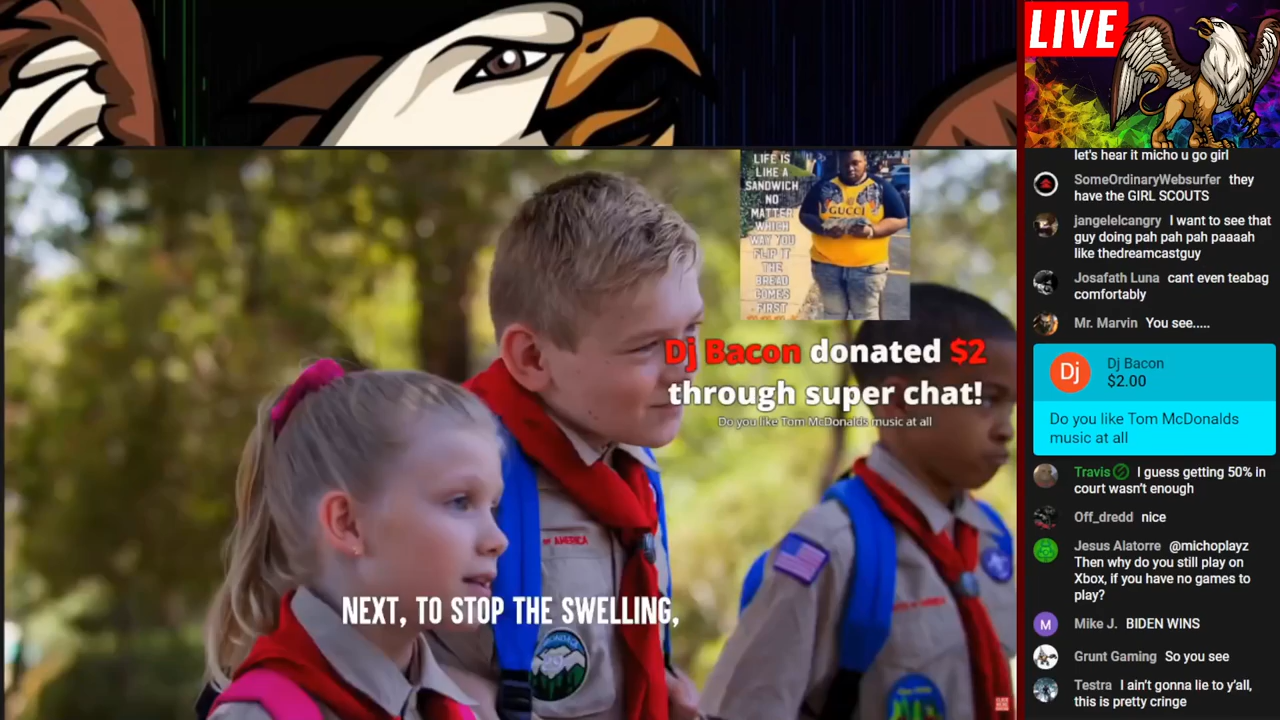 LIVE
LIFE IS
LIKE A
SANDWICH
NO
MATTER
WHICH
WAY YOU
FLIP IT
THE
BREAD
COMES
FIRST
GUCCI
Dj Bacon donated $2
through super chat!
Do you like Tom McDonalds music at all
OF AMERICA
NEXT, TO STOP THE SWELLING,
let's hear it micho u go girl
SomeOrdinaryWebsurfer they
have the GIRL SCOUTS
jangelelcangry I want to see that
guy doing pah pah pah paaaah
like thedreamcastguy
Josafath Luna cant even teabag
comfortably
Mr. Marvin You see.....
Dj
Dj Bacon
$2.00
Do you like Tom McDonalds
music at all
Travis I guess getting 50% in
court wasn't enough
Off_dredd nice
Jesus Alatorre @michoplayz
Then why do you still play on
Xbox, if you have no games to
play?
M
Mike J. BIDEN WINS
Grunt Gaming So you see
Testra I ain't gonna lie to y'all,
this is pretty cringe